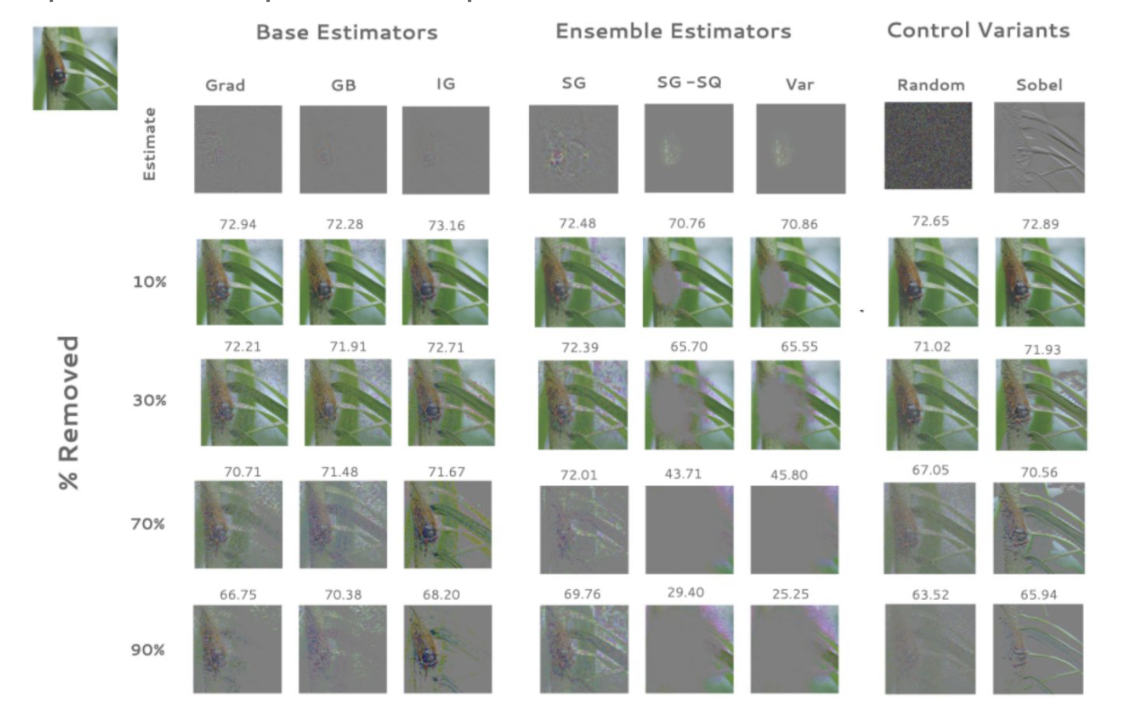 Base Estimators Ensemble Estimators Control Variants
Grad GB IG SG SG -SQ Var Random Sobel
Estimate
72.94 72.28 73.16 72.48 70.76 70.86 72.65 72.89
10%
72.21 71.91 72.71 72.39 65.70 65.55 71.02 71.93
30%
% Removed
70.71 71.48 71.67 72.01 43.71 45.80 67.05 70.56
70%
66.75 70.38 68.20 69.76 29.40 25.25 63.52 65.94
90%